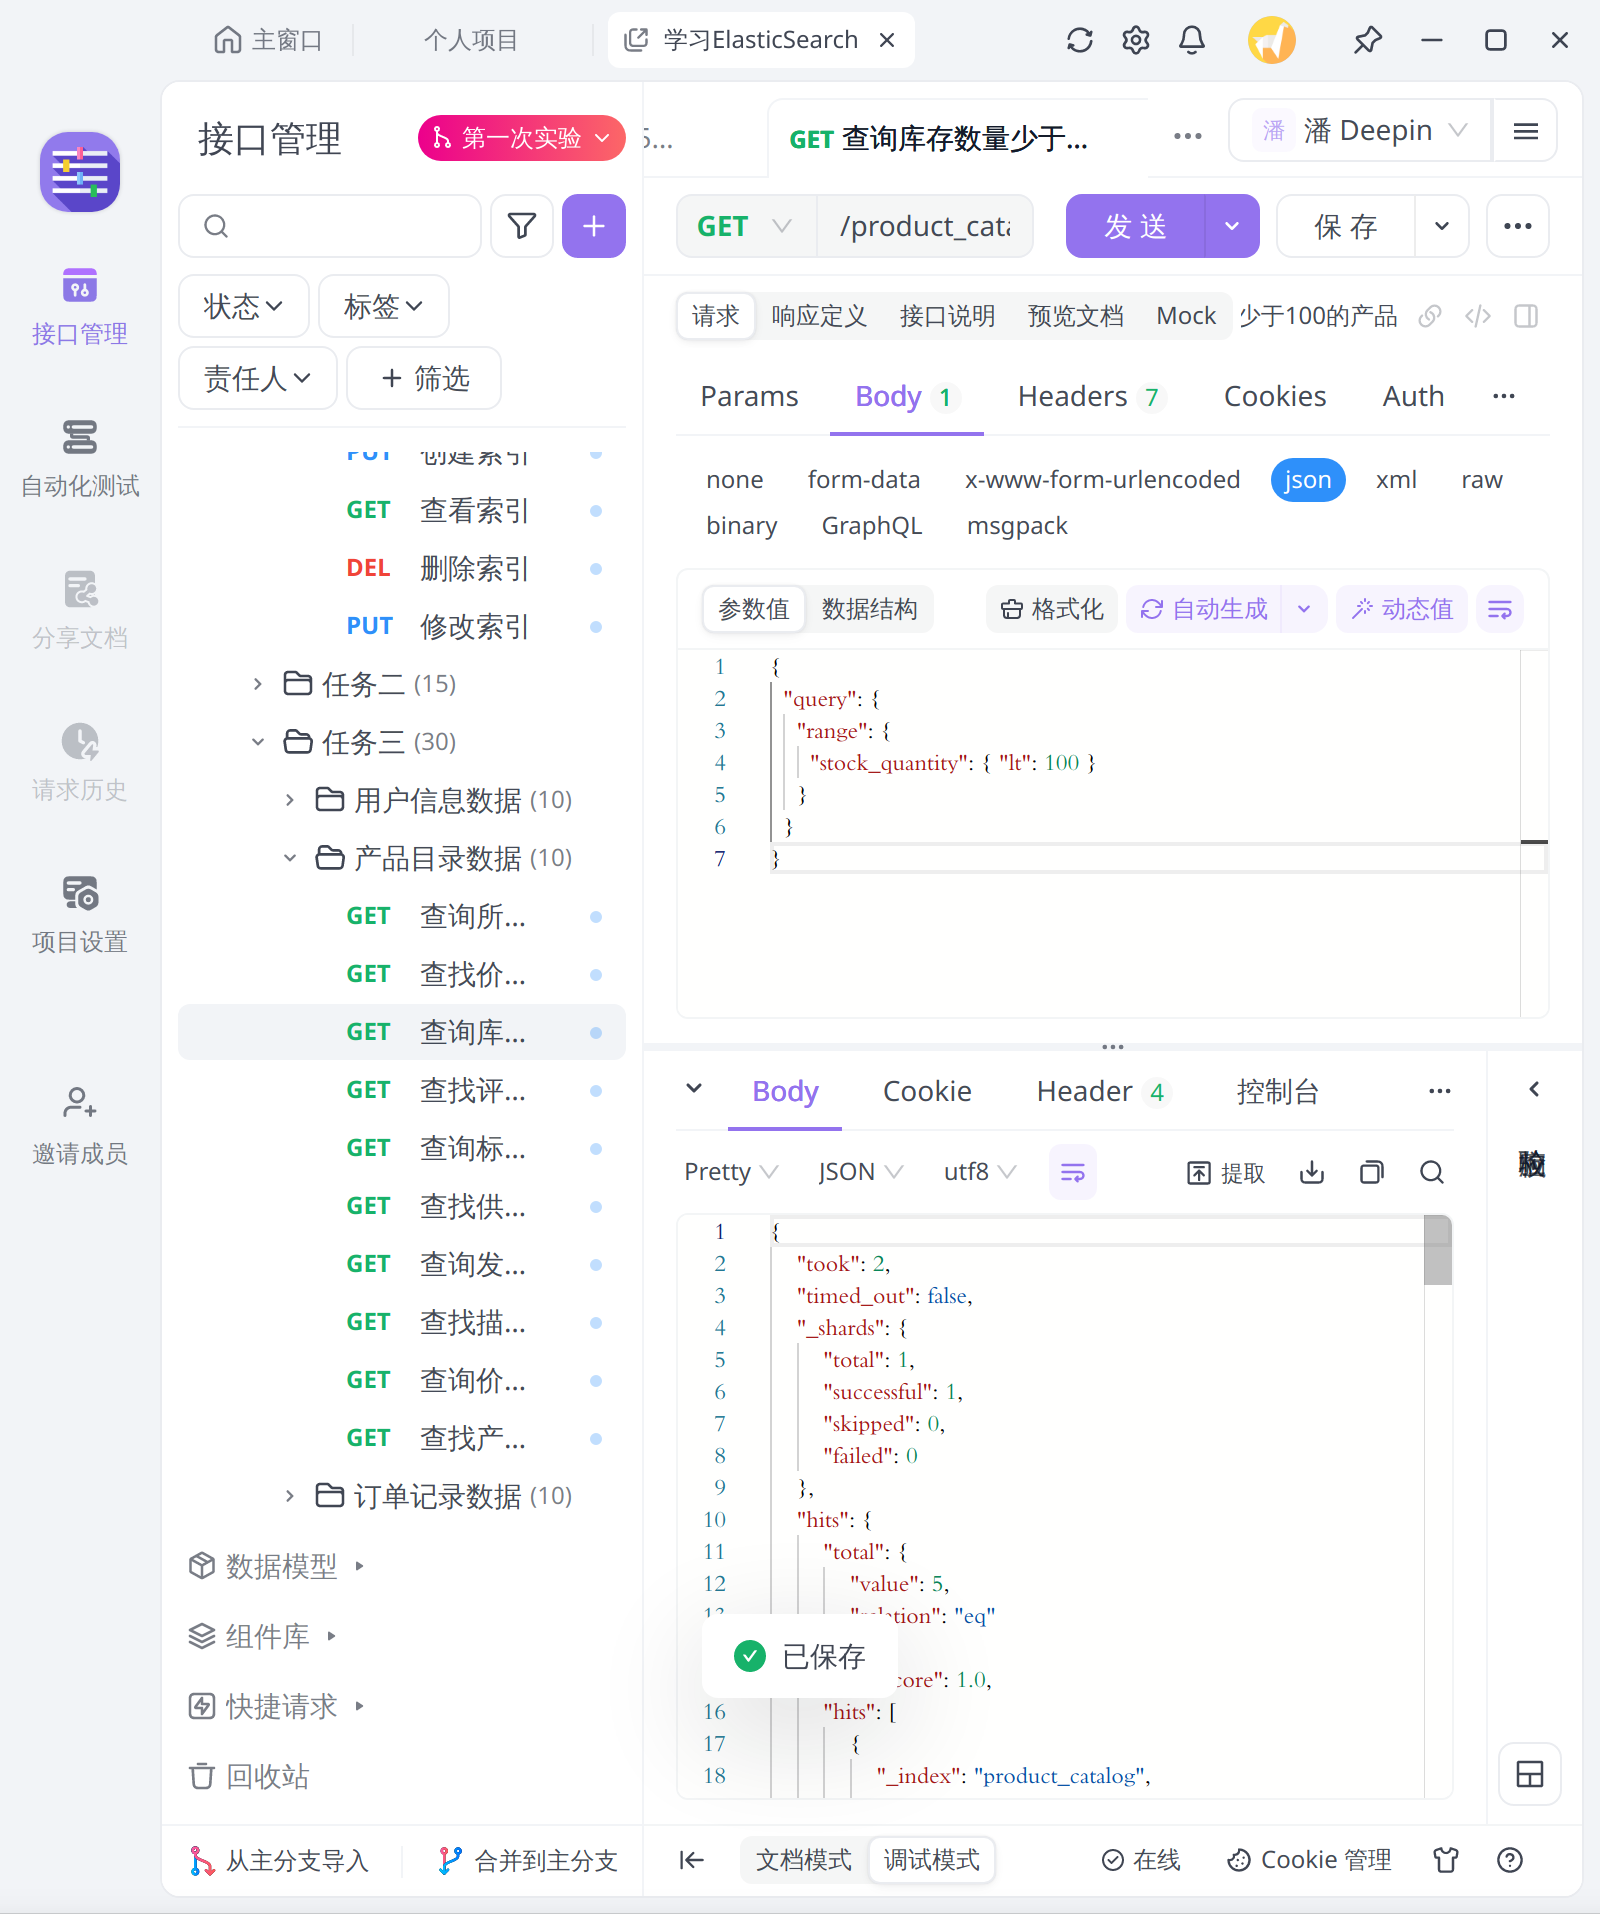 主窗口
个人项目
学习ElasticSearch
接口管理
自动化测试
分享文档
请求历史
项目设置
邀请成员
接口管理
第一次实验
状态
标签
责任人
筛选
PUT 创建索引
GET 查看索引
DEL 删除索引
PUT 修改索引
任务二 (15)
任务三 (30)
用户信息数据 (10)
产品目录数据 (10)
GET 查询所...
GET 查找价...
GET 查询库...
GET 查找评...
GET 查询标...
GET 查找供...
GET 查询发...
GET 查找描...
GET 查询价...
GET 查找产...
订单记录数据 (10)
数据模型
组件库
快捷请求
回收站
从主分支导入
合并到主分支
5...
GET 查询库存数量少于...
潘 潘 Deepin
GET
/product_cata
发 送
保 存
请求 响应定义 接口说明 预览文档 Mock 少于100的产品
Params Body 1 Headers 7 Cookies Auth
none form-data x-www-form-urlencoded json xml raw
binary GraphQL msgpack
参数值 数据结构 格式化 自动生成 动态值
1 {
2 "query": {
3 "range": {
4 "stock_quantity": { "lt": 100 }
5 }
6 }
7 }
Body Cookie Header 4 控制台
Pretty JSON utf8 提取
1 {
2 "took": 2,
3 "timed_out": false,
4 "_shards": {
5 "total": 1,
6 "successful": 1,
7 "skipped": 0,
8 "failed": 0
9 },
10 "hits": {
11 "total": {
12 "value": 5,
13 "relation": "eq"
core": 1.0,
16 "hits": [
17 {
18 "_index": "product_catalog",
已保存
文档模式 调试模式
在线
Cookie 管理